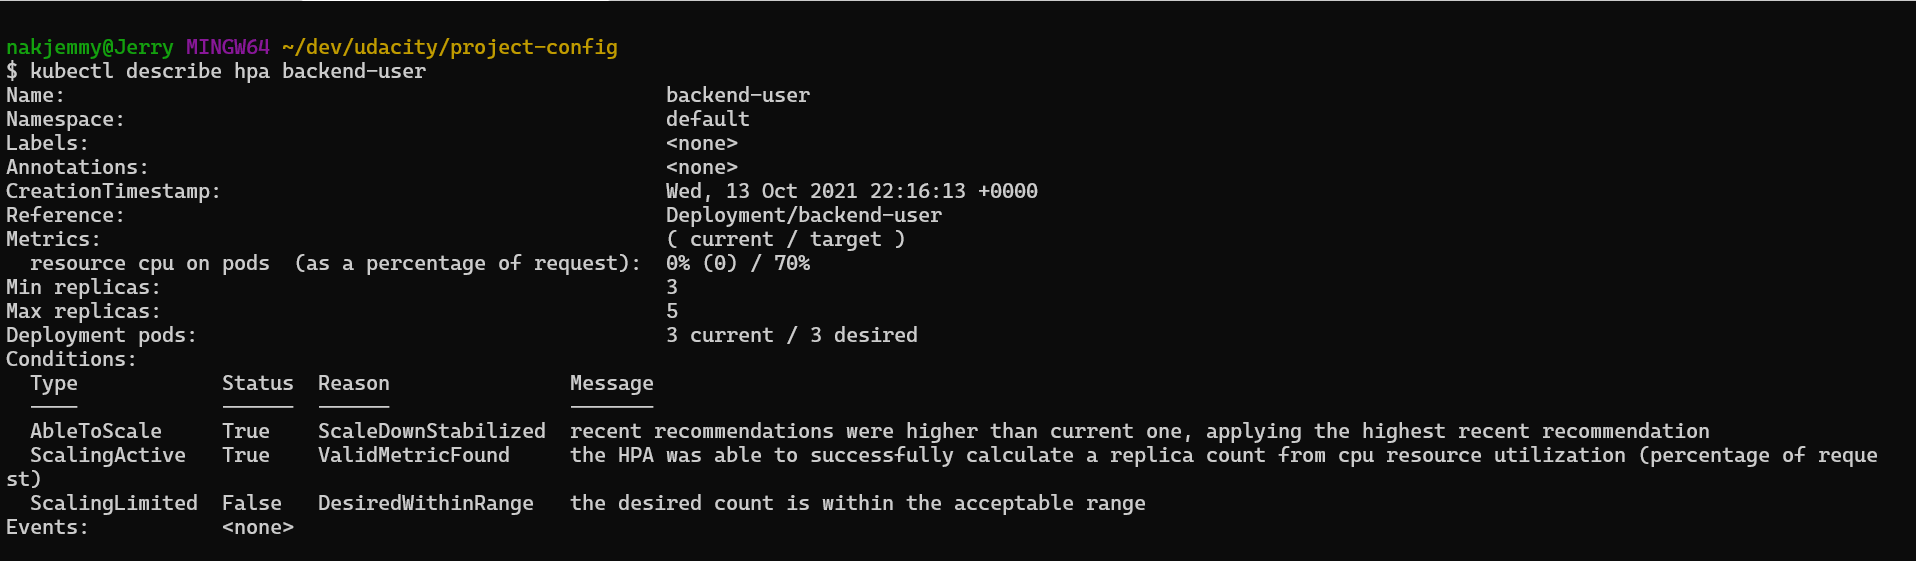 nakjemmy@Jerry MINGW64 ~/dev/udacity/project-config
$ kubectl describe hpa backend-user
Name:                                                  backend-user
Namespace:                                             default
Labels:                                                <none>
Annotations:                                           <none>
CreationTimestamp:                                     Wed, 13 Oct 2021 22:16:13 +0000
Reference:                                             Deployment/backend-user
Metrics:                                               ( current / target )
  resource cpu on pods  (as a percentage of request):  0% (0) / 70%
Min replicas:                                          3
Max replicas:                                          5
Deployment pods:                                       3 current / 3 desired
Conditions:
  Type            Status  Reason               Message
  ----            ------  ------               -------
  AbleToScale     True    ScaleDownStabilized  recent recommendations were higher than current one, applying the highest recent recommendation
  ScalingActive   True    ValidMetricFound     the HPA was able to successfully calculate a replica count from cpu resource utilization (percentage of reque
st)
  ScalingLimited  False   DesiredWithinRange   the desired count is within the acceptable range
Events:           <none>